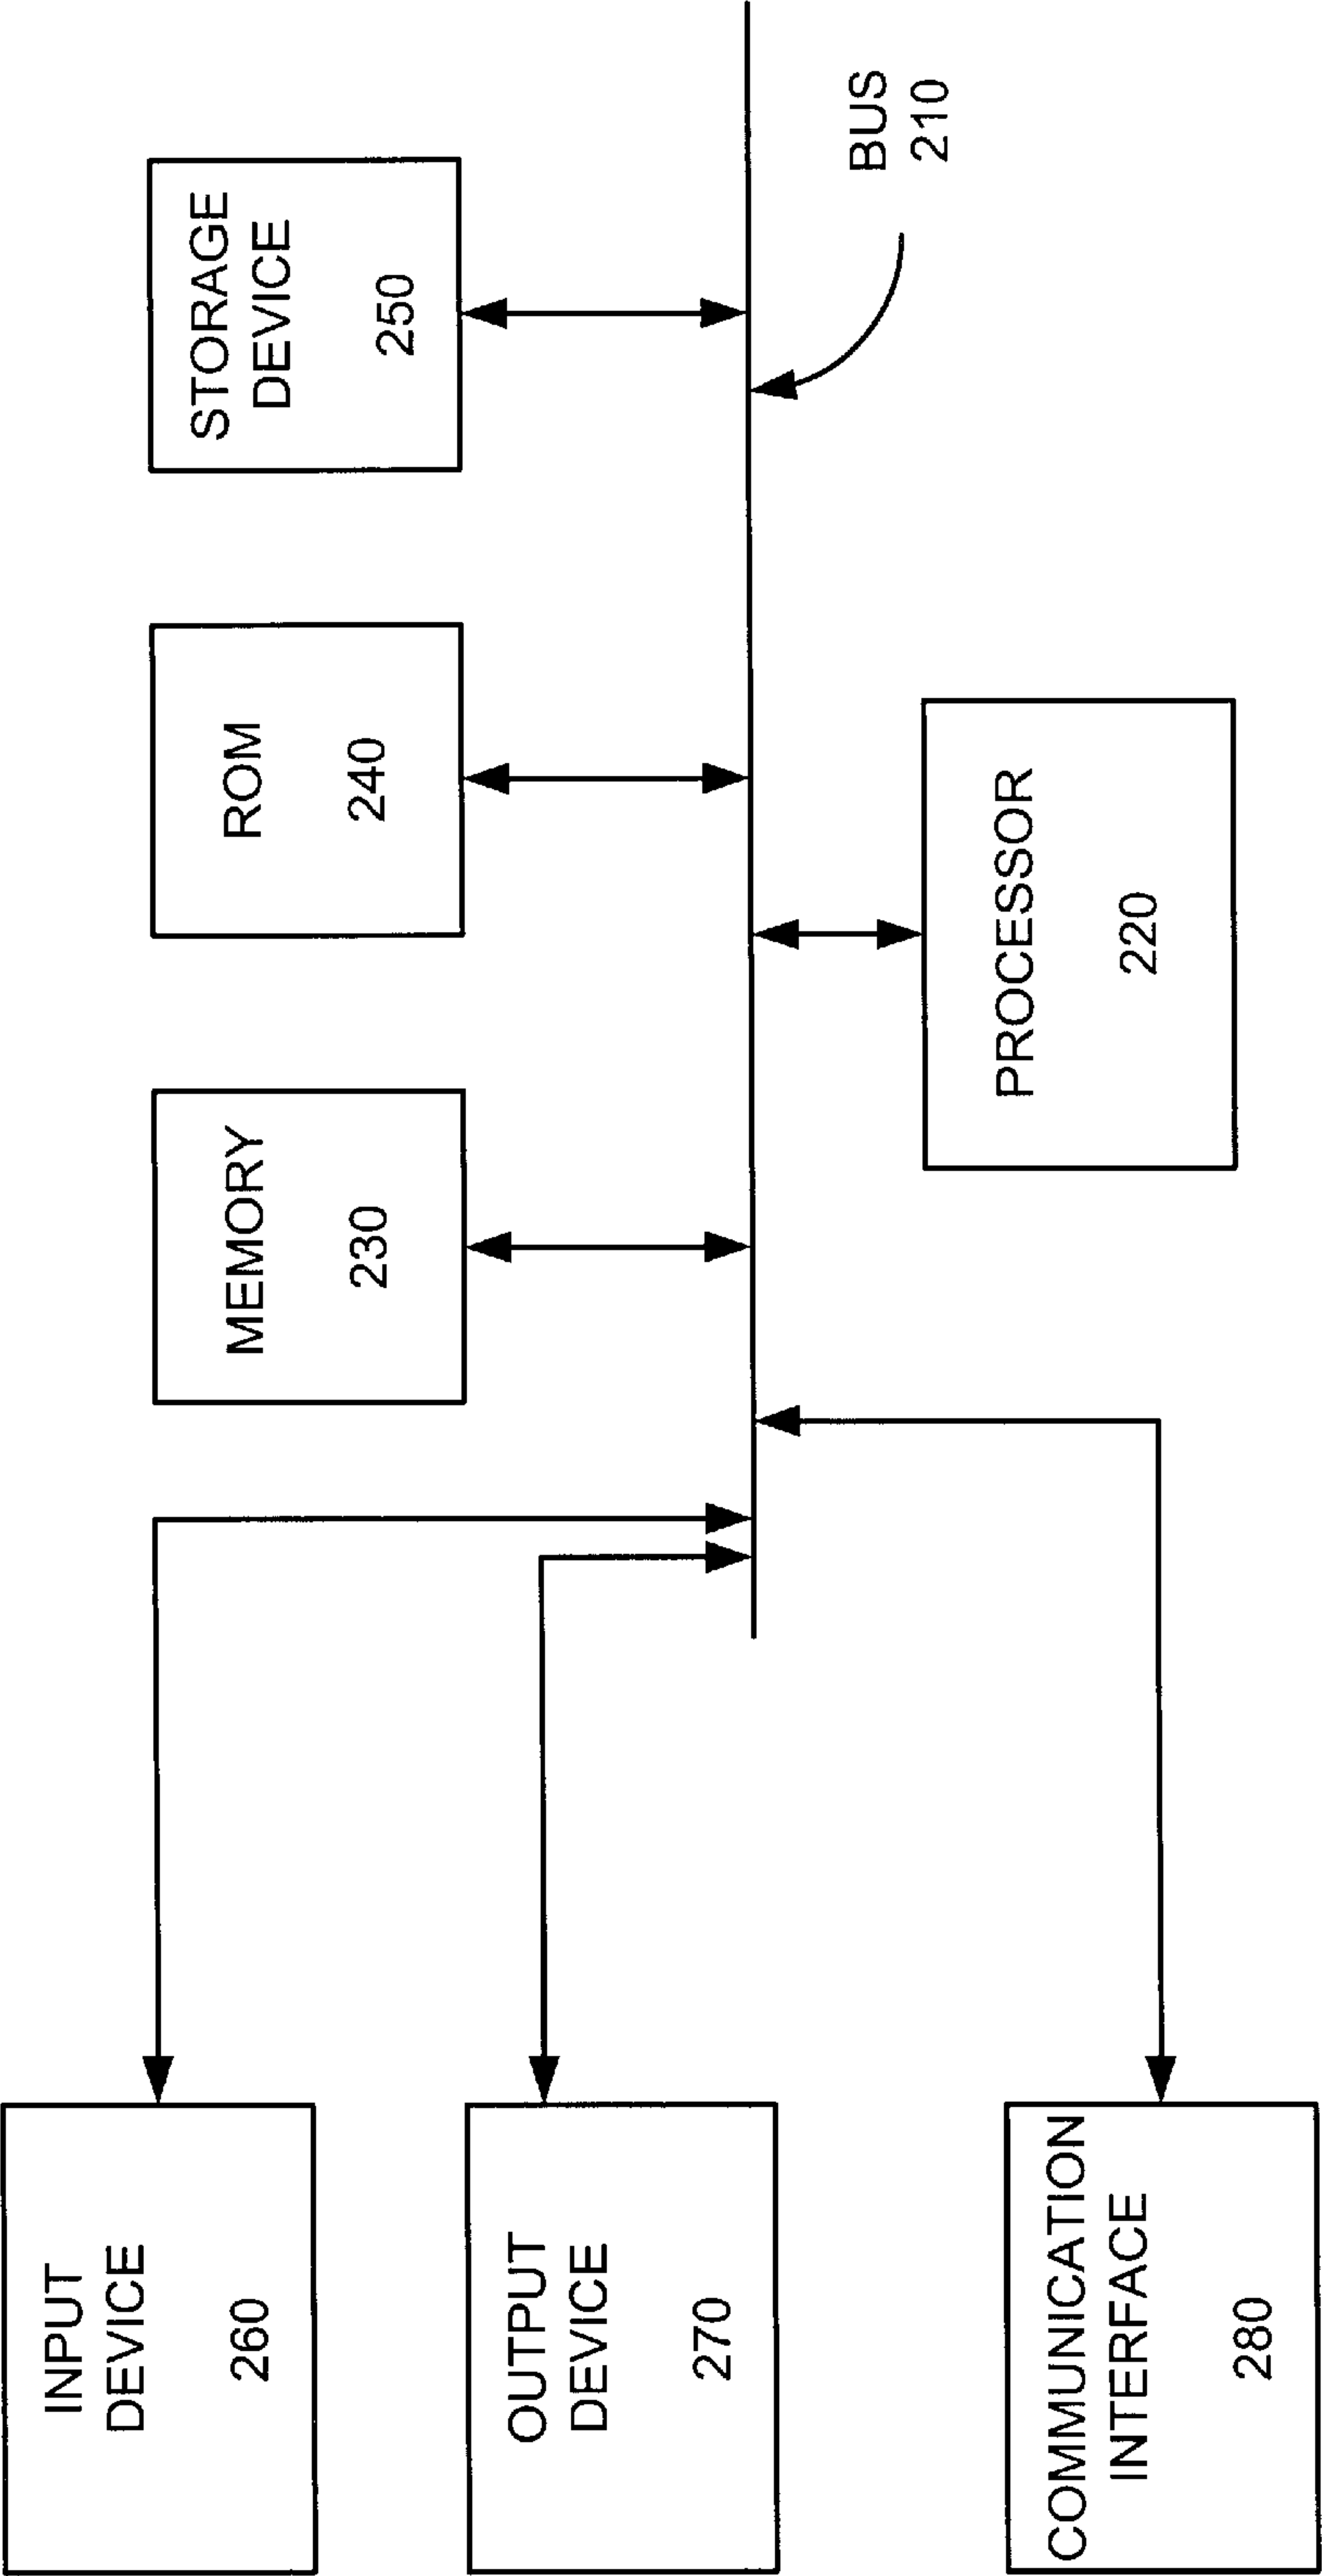 INPUT
DEVICE
260
MEMORY
230
ROM
240
STORAGE
DEVICE
250
OUTPUT
DEVICE
270
BUS
210
COMMUNICATION
INTERFACE
280
PROCESSOR
220